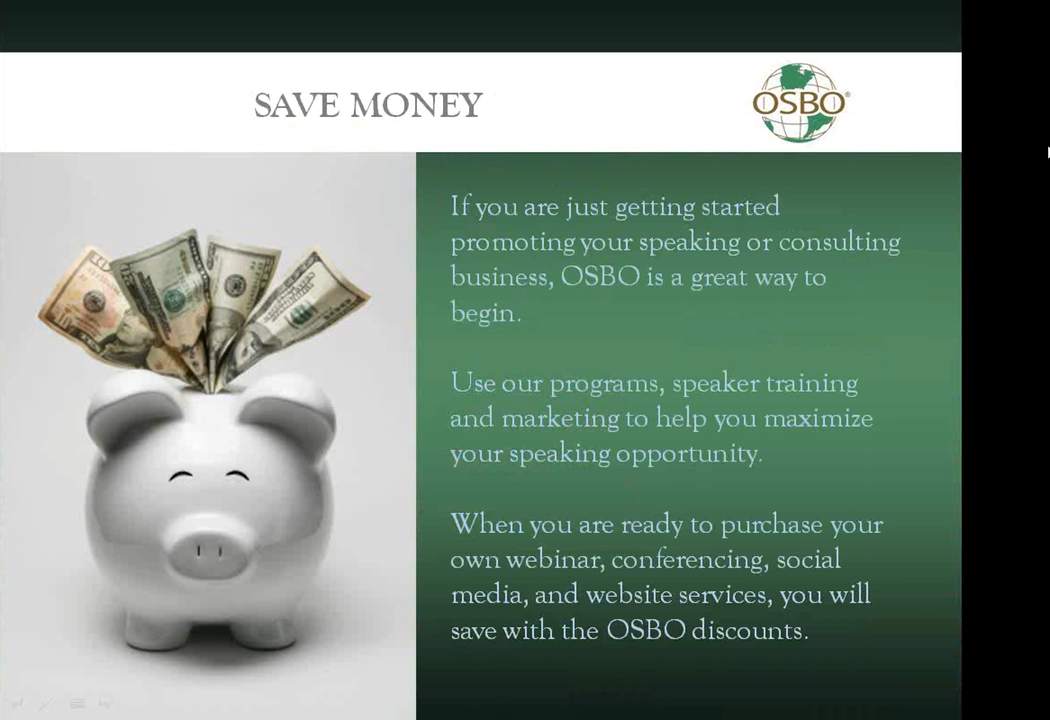 SAVE MONEY
OSBO®
If you are just getting started
promoting your speaking or consulting
business, OSBO is a great way to
begin.
Use our programs, speaker training
and marketing to help you maximize
your speaking opportunity.
When you are ready to purchase your
own webinar, conferencing, social
media, and website services, you will
save with the OSBO discounts.